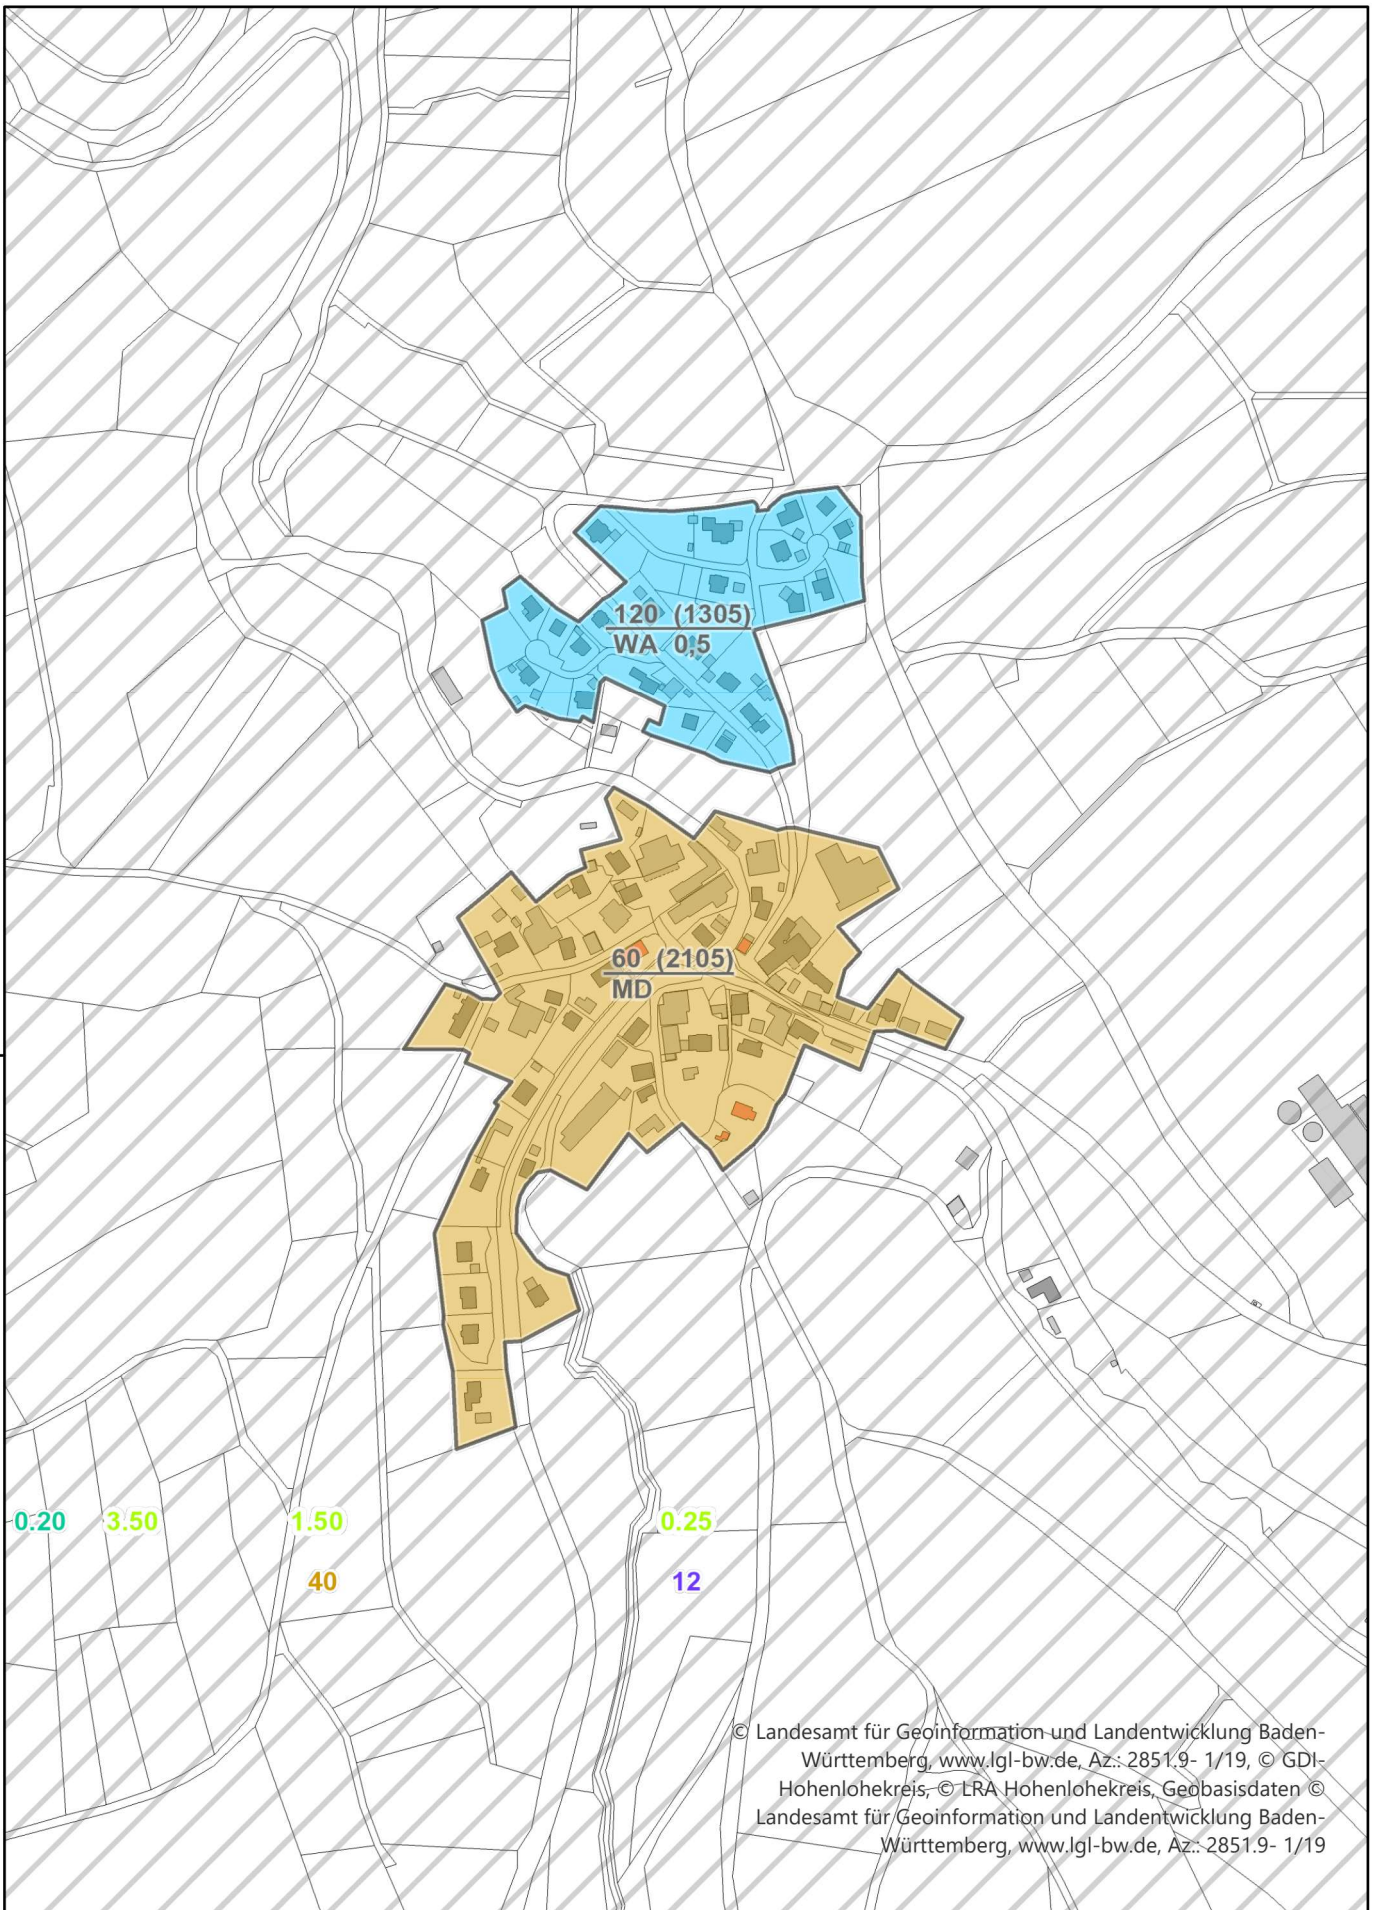 120 (1305)
WA 0,5
60 (2105)
MD
0.20 3.50 1.50 0.25
40 12
© Landesamt für Geoinformation und Landentwicklung Baden-
Württemberg, www.lgl-bw.de, Az.: 2851.9- 1/19, © GDI-
Hohenlohekreis, © LRA Hohenlohekreis, Geobasisdaten ©
Landesamt für Geoinformation und Landentwicklung Baden-
Württemberg, www.lgl-bw.de, Az.: 2851.9- 1/19